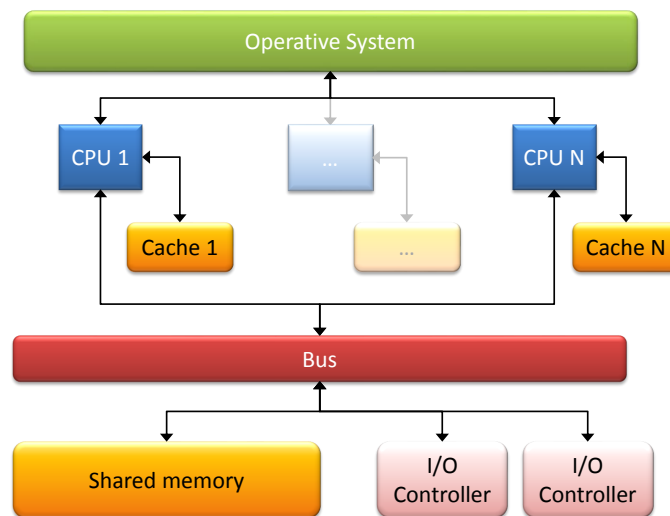 Operative System
CPU 1
...
CPU N
Cache 1
...
Cache N
Bus
Shared memory
I/O
Controller
I/O
Controller